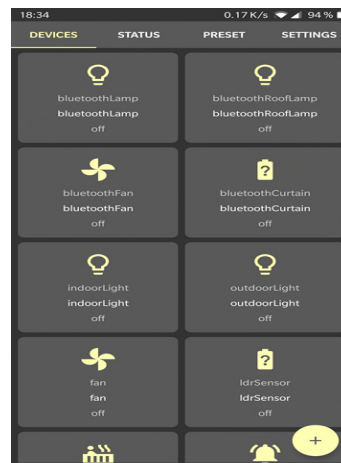 18:34 0.17 K/s 94 %
DEVICES STATUS PRESET SETTINGS
bluetoothLamp bluetoothRoofLamp
bluetoothLamp bluetoothRoofLamp
off off
bluetoothFan bluetoothCurtain
bluetoothFan bluetoothCurtain
off off
indoorLight outdoorLight
indoorLight outdoorLight
off off
fan ldrSensor
fan ldrSensor
off off